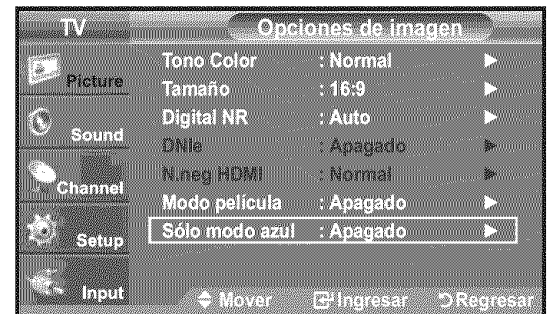 TV
Opciones de imagen
Picture
Sound
Channel
Setup
Input
Tono Color : Normal
Tamaño : 16:9
Digital NR : Auto
DNIe : Apagado
N.neg HDMI : Normal
Modo película : Apagado
Sólo modo azul : Apagado
Mover Ingresar Regresar